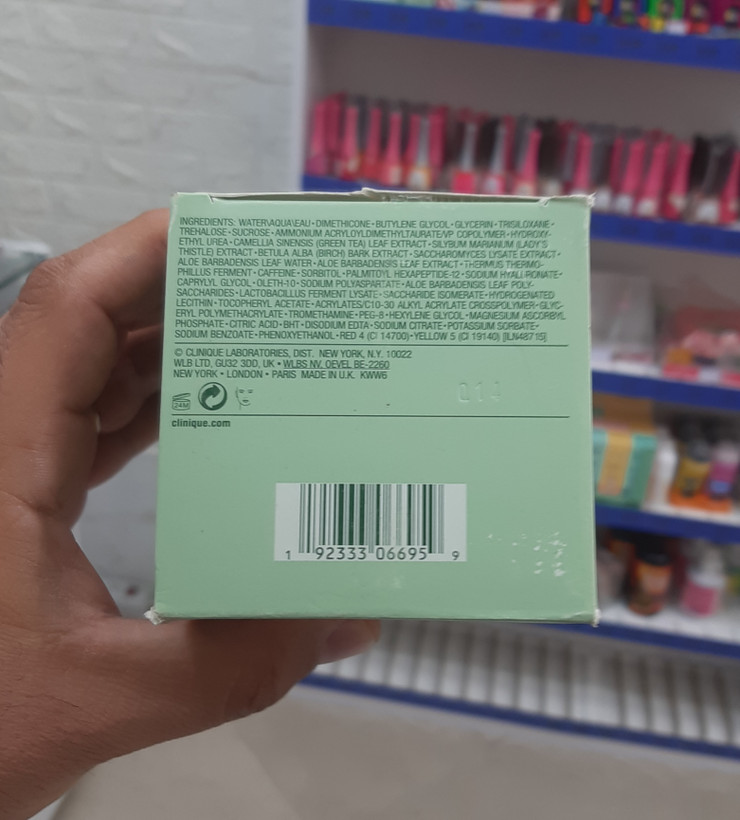 INGREDIENTS: WATER\AQUA\EAU • DIMETHICONE • BUTYLENE GLYCOL • GLYCERIN • TRISILOXANE •
TREHALOSE • SUCROSE • AMMONIUM ACRYLOYLDIMETHYLTAURATE/VP COPOLYMER • HYDROXY-
ETHYL UREA • CAMELLIA SINENSIS (GREEN TEA) LEAF EXTRACT • SILYBUM MARIANUM (LADY'S
THISTLE) EXTRACT • BETULA ALBA (BIRCH) BARK EXTRACT • SACCHAROMYCES LYSATE EXTRACT •
ALOE BARBADENSIS LEAF WATER • ALOE BARBADENSIS LEAF EXTRACT • THERMUS THERMO-
PHILLUS FERMENT • CAFFEINE • SORBITOL • PALMITOYL HEXAPEPTIDE-12 • SODIUM HYALURONATE •
CAPRYLYL GLYCOL • OLETH-10 • SODIUM POLYASPARTATE • ALOE BARBADENSIS LEAF POLY-
SACCHARIDES • LACTOBACILLUS FERMENT LYSATE • SACCHARIDE ISOMERATE • HYDROGENATED
LECITHIN • TOCOPHERYL ACETATE • ACRYLATES/C10-30 ALKYL ACRYLATE CROSSPOLYMER • GLYC-
ERYL POLYMETHACRYLATE • TROMETHAMINE • PEG-8 • HEXYLENE GLYCOL • MAGNESIUM ASCORBYL
PHOSPHATE • CITRIC ACID • BHT • DISODIUM EDTA • SODIUM CITRATE • POTASSIUM SORBATE •
SODIUM BENZOATE • PHENOXYETHANOL • RED 4 (CI 14700) • YELLOW 5 (CI 19140) [ILN48715]
© CLINIQUE LABORATORIES, DIST. NEW YORK, N.Y. 10022
WLB LTD, GU32 3DD, UK • WLBS NV. OEVEL BE-2260
NEW YORK • LONDON • PARIS MADE IN U.K. KWW6
24M
clinique.com
1 92333 06695 9